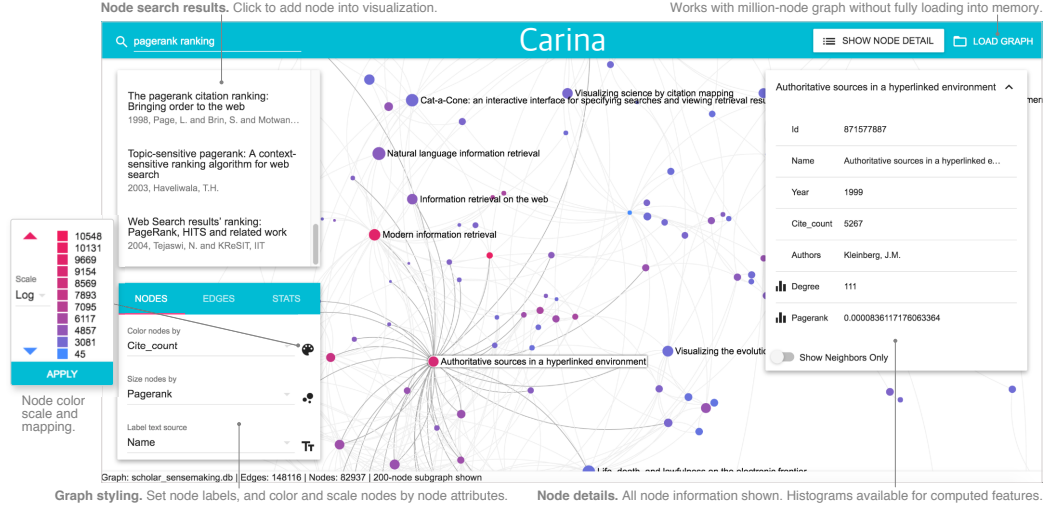 Node search results. Click to add node into visualization.
Works with million-node graph without fully loading into memory.
pagerank ranking
Carina
SHOW NODE DETAIL
LOAD GRAPH
The pagerank citation ranking:
Bringing order to the web
1998, Page, L. and Brin, S. and Motwan...
Topic-sensitive pagerank: A context-
sensitive ranking algorithm for web
search
2003, Haveliwala, T.H.
Web Search results' ranking:
PageRank, HITS and related work
2004, Tejaswi, N. and KReSIT, IIT
Visualizing science by citation mapping
Cat-a-Cone: an interactive interface for specifying searches and viewing retrieval resu
Natural language information retrieval
Information retrieval on the web
Modern information retrieval
Authoritative sources in a hyperlinked environment
Visualizing the evolutic
Life, death, and lawfulness on the electronic frontier
Authoritative sources in a hyperlinked environment
Id 871577887
Name Authoritative sources in a hyperlinked e...
Year 1999
Cite_count 5267
Authors Kleinberg, J.M.
Degree 111
Pagerank 0.0000836117176063364
Show Neighbors Only
10548
10131
9669
9154
8569
7893
7095
6117
4857
3081
45
Scale
Log
APPLY
Node color
scale and
mapping.
NODES EDGES STATS
Color nodes by
Cite_count
Size nodes by
Pagerank
Label text source
Name
Graph: scholar_sensemaking.db | Edges: 148116 | Nodes: 82937 | 200-node subgraph shown
Graph styling. Set node labels, and color and scale nodes by node attributes.
Node details. All node information shown. Histograms available for computed features.